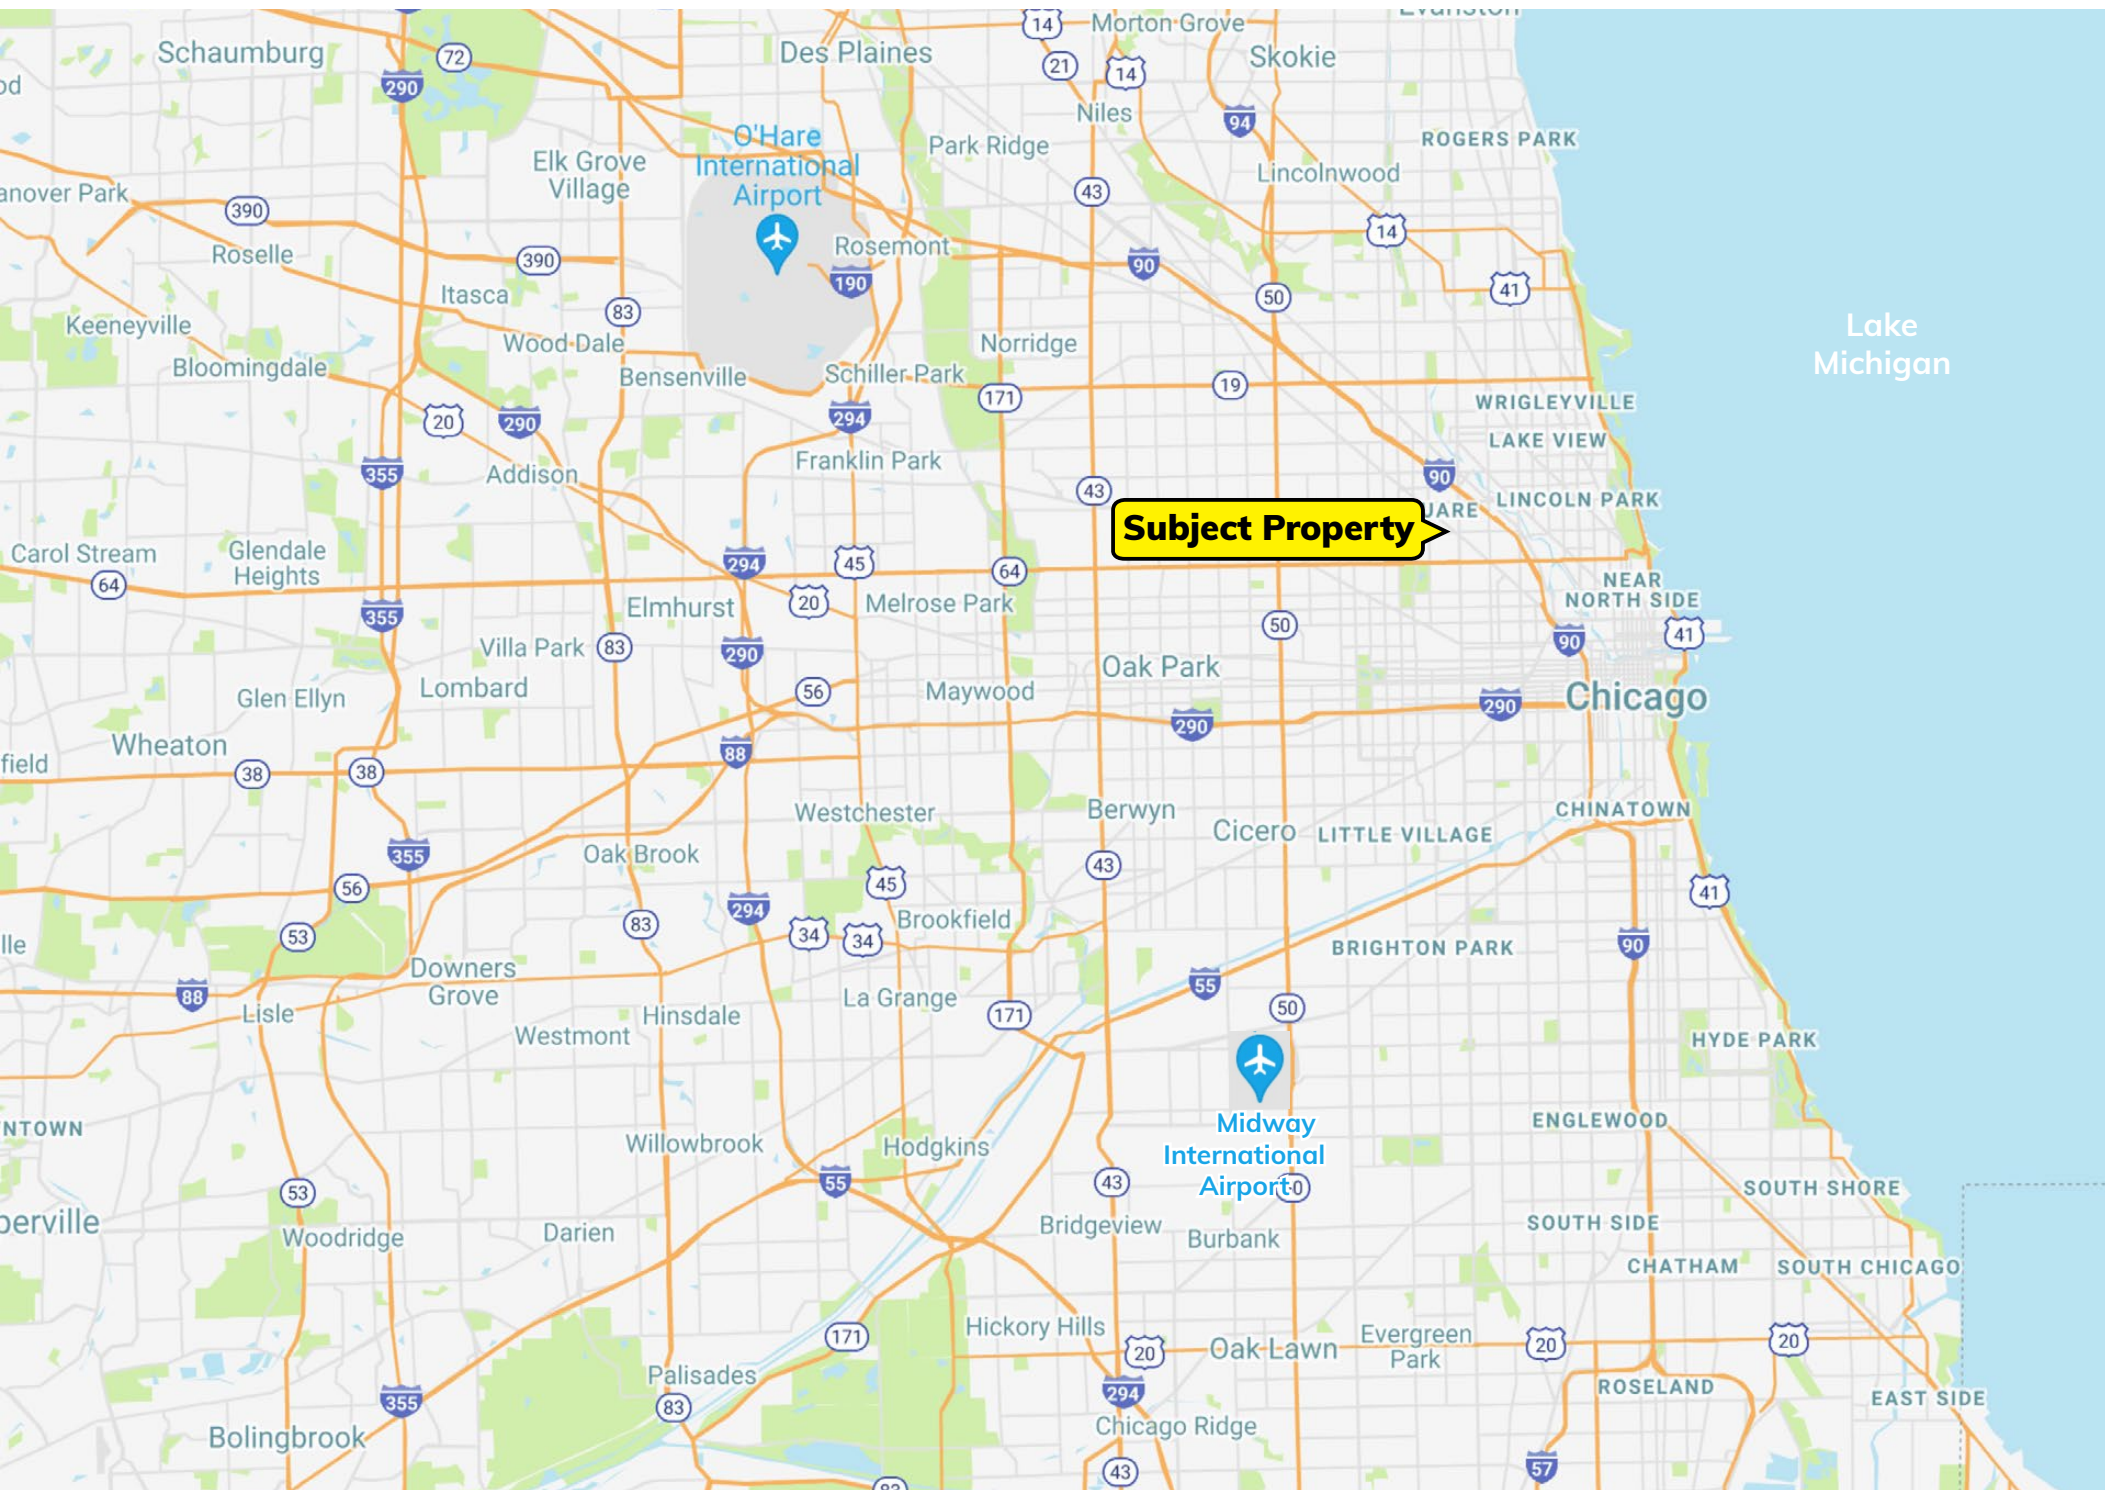 Evanston
14
Morton Grove
Schaumburg
72
Des Plaines
21
14
Skokie
290
od
Niles
94
O'Hare
International
Airport
Park Ridge
ROGERS PARK
Elk Grove
Village
Lincolnwood
anover Park
390
43
14
Roselle
390
Rosemont
90
190
41
Itasca
83
50
Keeneyville
Lake
Michigan
Wood Dale
Norridge
Bloomingdale
Bensenville
Schiller Park
171
19
WRIGLEYVILLE
20
290
294
LAKE VIEW
355
Addison
Franklin Park
43
90
LINCOLN PARK
UARE
Subject Property
Carol Stream
Glendale
Heights
64
294
45
64
NEAR
NORTH SIDE
355
Elmhurst
20
Melrose Park
50
90
41
Villa Park
83
290
Oak Park
Glen Ellyn
Lombard
56
Maywood
290
290
Chicago
Wheaton
88
field
38
38
Westchester
Berwyn
CHINATOWN
Cicero
LITTLE VILLAGE
355
Oak Brook
43
56
45
41
294
Brookfield
53
83
34
34
lle
BRIGHTON PARK
90
Downers
Grove
88
La Grange
55
50
Lisle
Hinsdale
171
Westmont
HYDE PARK
Midway
International
Airport
NTOWN
ENGLEWOOD
Willowbrook
Hodgkins
53
55
43
0
SOUTH SHORE
perville
Woodridge
Darien
Bridgeview
Burbank
SOUTH SIDE
CHATHAM
SOUTH CHICAGO
171
Hickory Hills
20
Oak Lawn
Evergreen
Park
20
20
Palisades
355
83
294
ROSELAND
EAST SIDE
Bolingbrook
Chicago Ridge
43
57
83